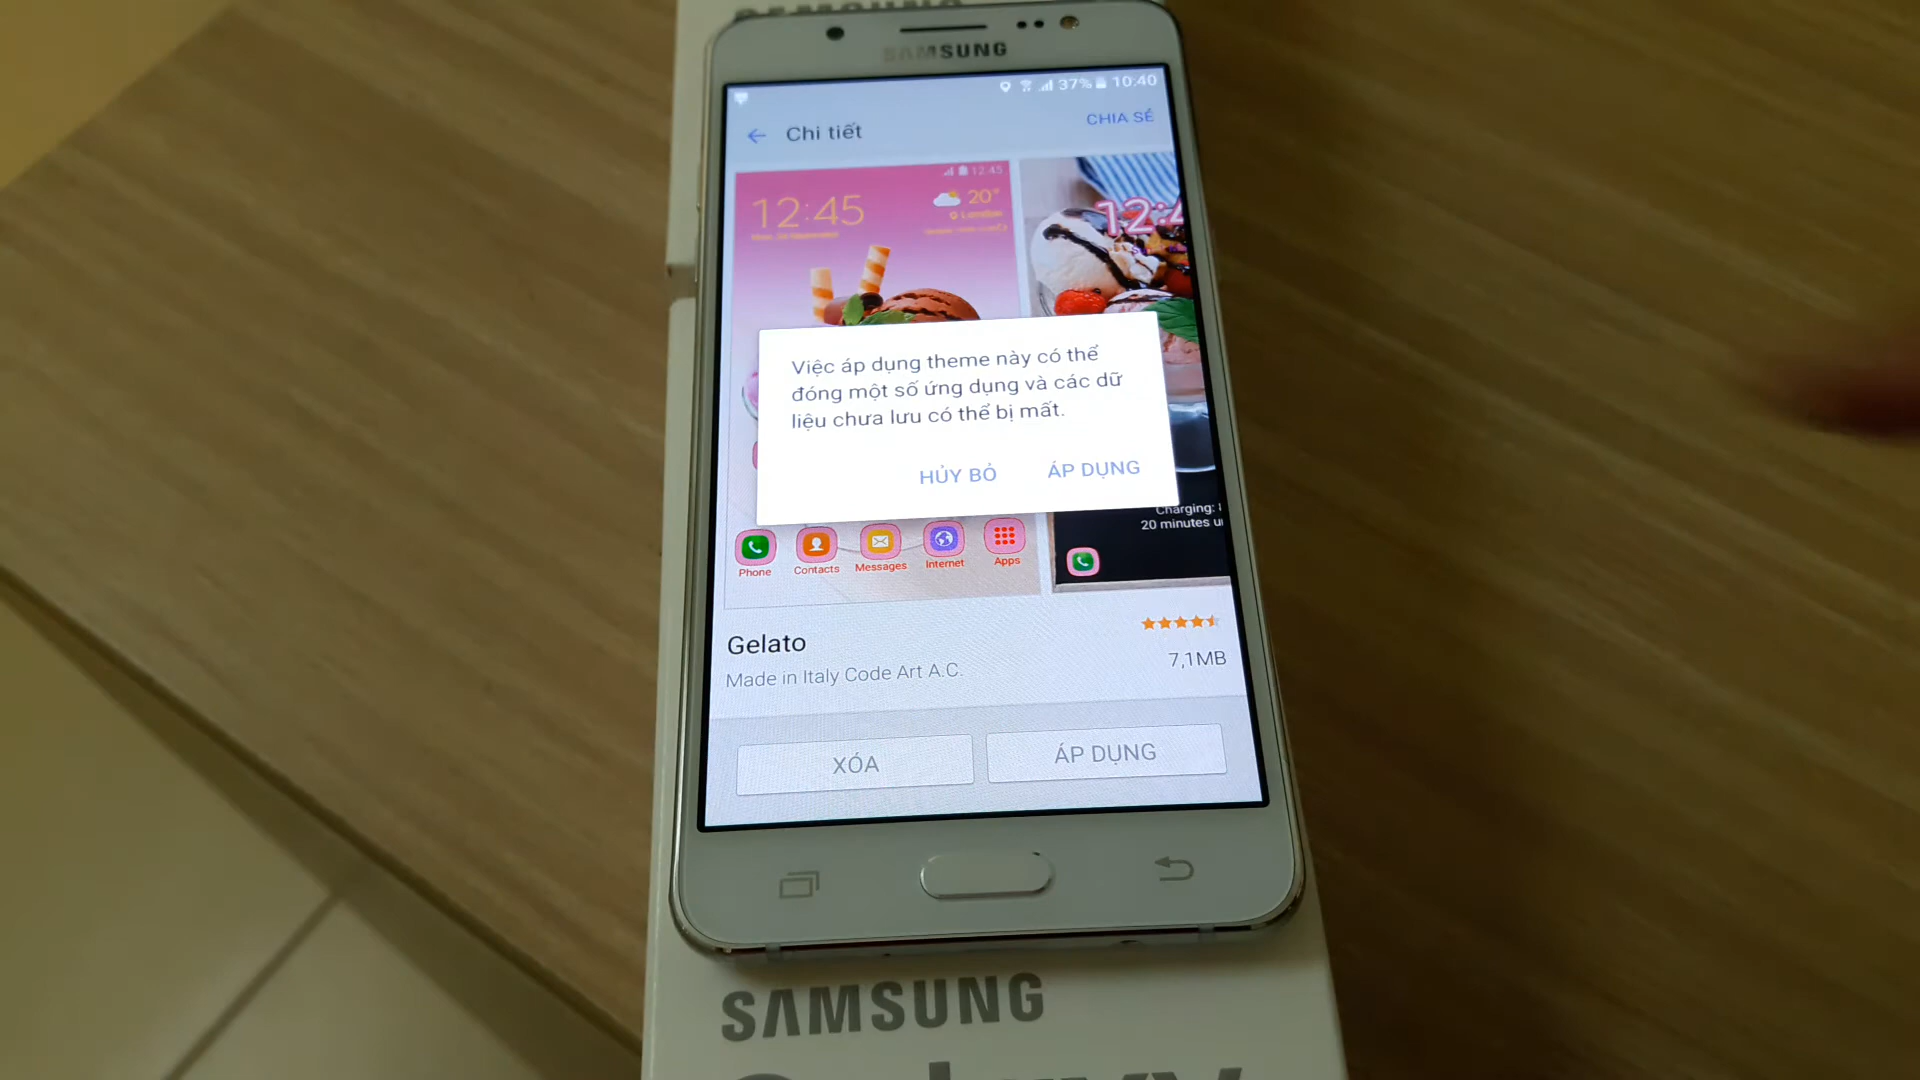 SAMSUNG
37% 10:40
Chi tiết
CHIA SẺ
12:45
12:45
20°
London
Việc áp dụng theme này có thể
đóng một số ứng dụng và các dữ
liệu chưa lưu có thể bị mất.
HỦY BỎ
ÁP DỤNG
Charging:
20 minutes
Phone
Contacts
Messages
Internet
Apps
Gelato
Made in Italy Code Art A.C.
7,1MB
XÓA
ÁP DỤNG
SAMSUNG